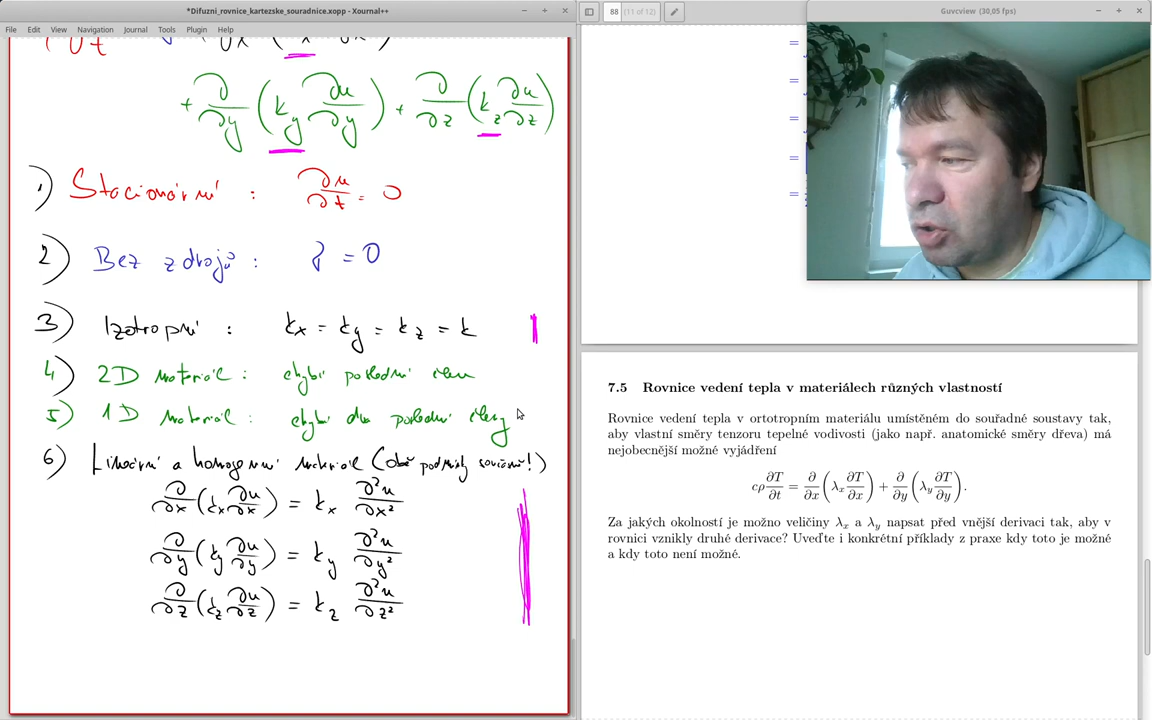 *Difuzni_rovnice_kartezske_souradnice.xopp - Xournal++
File Edit View Navigation Journal Tools Plugin Help
+ ∂/∂y (k_y ∂u/∂y) + ∂/∂z (k_z ∂u/∂z)
1) Stacionární : ∂u/∂t = 0
2) Bez zdrojů : = 0
3) Izotropní : k_x = k_y = k_z = k
4) 2D materiál : chybí poslední člen
5) 1D materiál : chybí dva poslední členy
6) Lineární a homogenní materiál (obě podmínky současně!)
∂/∂x (k_x ∂u/∂x) = k_x ∂²u/∂x²
∂/∂y (k_y ∂u/∂y) = k_y ∂²u/∂y²
∂/∂z (k_z ∂u/∂z) = k_z ∂²u/∂z²
88 (11 of 12)
=
=
=
=
=
Guvcview (30,05 fps)
7.5 Rovnice vedení tepla v materiálech různých vlastností
Rovnice vedení tepla v ortotropním materiálu umístěném do souřadné soustavy tak,
aby vlastní směry tenzoru tepelné vodivosti (jako např. anatomické směry dřeva) má
nejobecnější možné vyjádření
cρ ∂T/∂t = ∂/∂x (λ_x ∂T/∂x) + ∂/∂y (λ_y ∂T/∂y).
Za jakých okolností je možno veličiny λ_x a λ_y napsat před vnější derivaci tak, aby v
rovnici vznikly druhé derivace? Uveďte i konkrétní příklady z praxe kdy toto je možné
a kdy toto není možné.